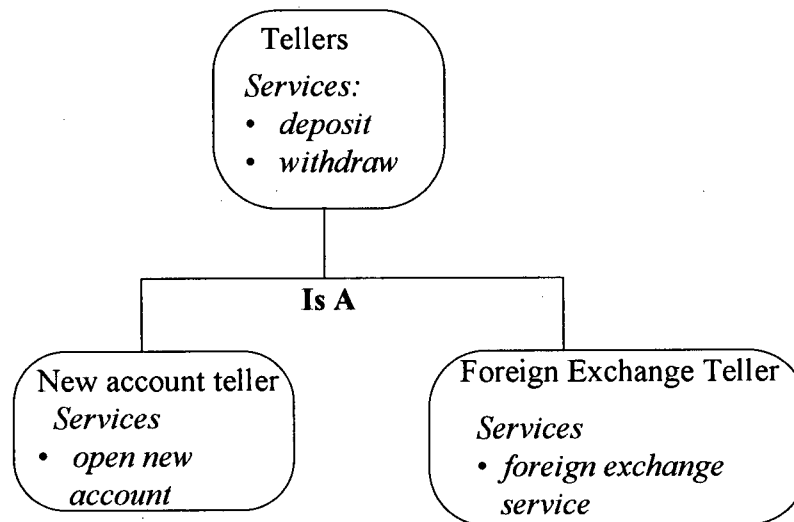 Tellers
Services:
• deposit
• withdraw
Is A
New account teller
Services
• open new
account
Foreign Exchange Teller
Services
• foreign exchange
service